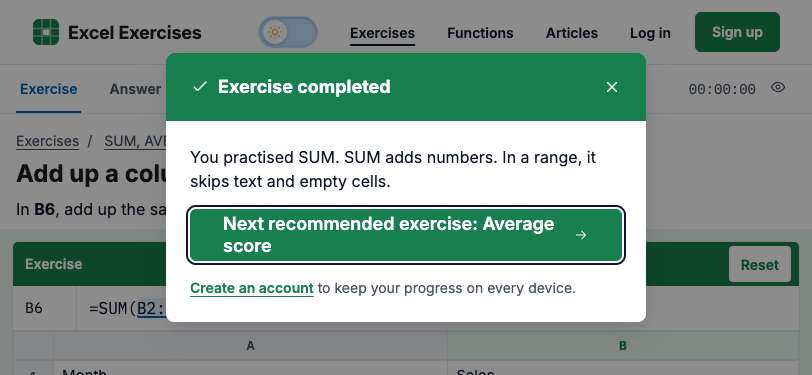 Excel Exercises
Exercises
Functions
Articles
Log in
Sign up
Exercise
Answer
00:00:00
Exercises /
SUM,
Add up a
In B6, add up the
Exercise completed
You practised SUM. SUM adds numbers. In a range, it
skips text and empty cells.
Next recommended exercise: Average
score
Create an account to keep your progress on every device.
Exercise
Reset
B6
=SUM(B2:
A
B
1
Month
Sales